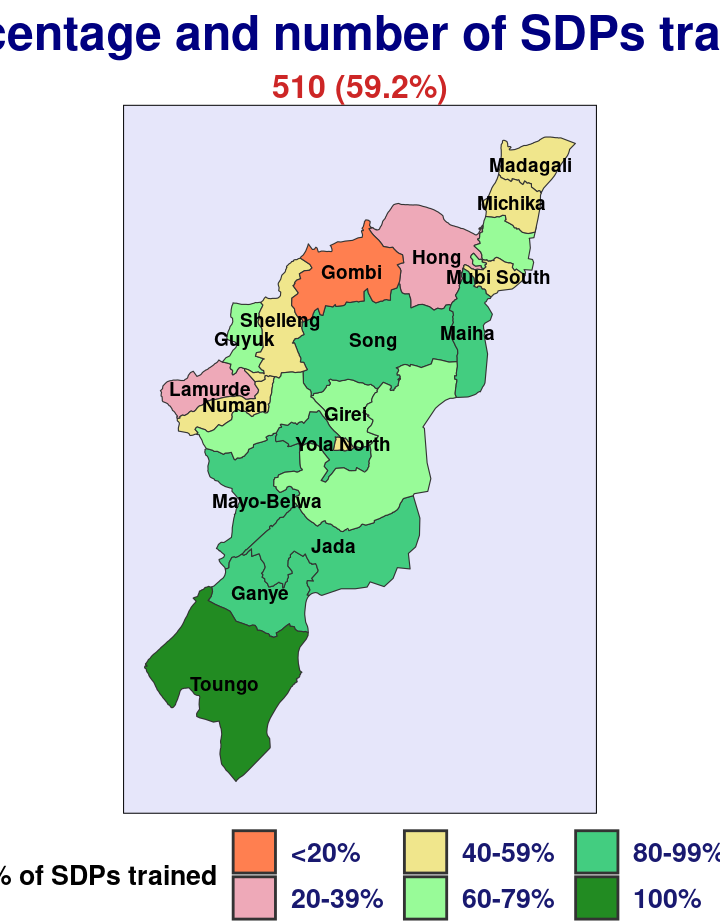 centage and number of SDPs tra
510 (59.2%)
Madagali
Michika
Hong
Gombi
Mubi South
Shelleng
Maiha
Guyuk
Song
Lamurde
Numan
Girei
Yola North
Mayo-Belwa
Jada
Ganye
Toungo
% of SDPs trained
<20%
40-59%
80-99%
20-39%
60-79%
100%